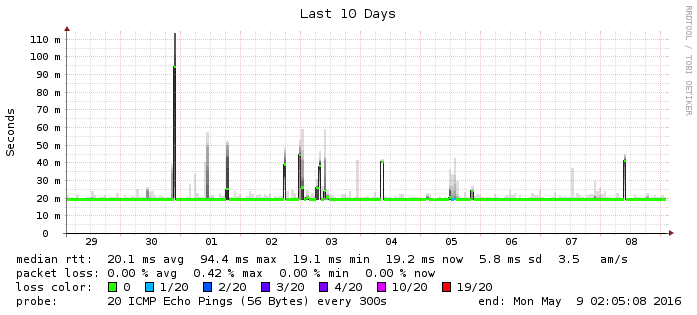 Last 10 Days
RRDTOOL / TOBI OETIKER
Seconds
110 m
100 m
90 m
80 m
70 m
60 m
50 m
40 m
30 m
20 m
10 m
0
29 30 01 02 03 04 05 06 07 08
median rtt: 20.1 ms avg 94.4 ms max 19.1 ms min 19.2 ms now 5.8 ms sd 3.5 am/s
packet loss: 0.00 % avg 0.42 % max 0.00 % min 0.00 % now
loss color: 0 1/20 2/20 3/20 4/20 10/20 19/20
probe: 20 ICMP Echo Pings (56 Bytes) every 300s end: Mon May 9 02:05:08 2016